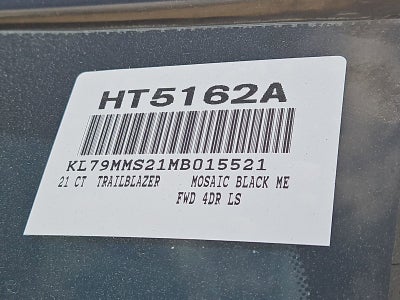 HT5162A
KL79MMS21MB015521
21 CT TRAILBLAZER MOSAIC BLACK ME
FWD 4DR LS